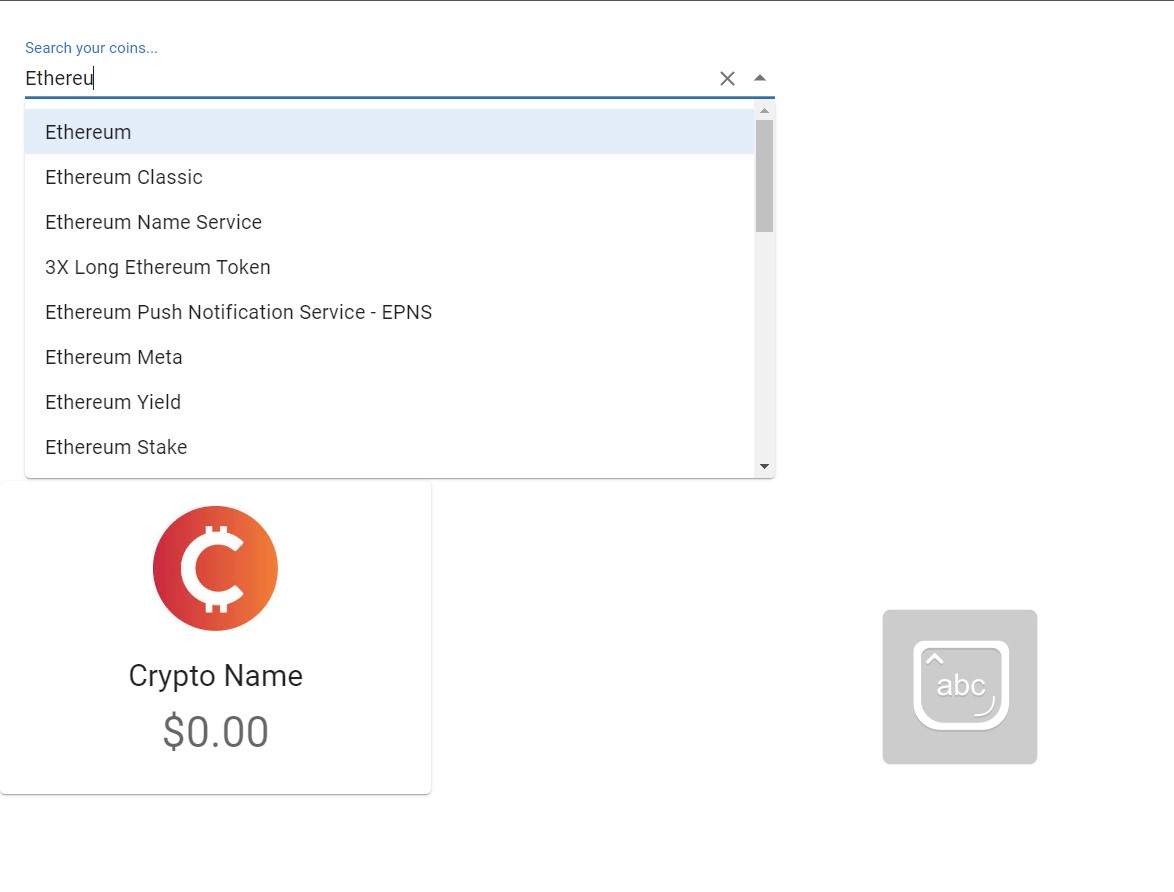 Search your coins...
Ethereu
Ethereum
Ethereum Classic
Ethereum Name Service
3X Long Ethereum Token
Ethereum Push Notification Service - EPNS
Ethereum Meta
Ethereum Yield
Ethereum Stake
Crypto Name
$0.00
abc